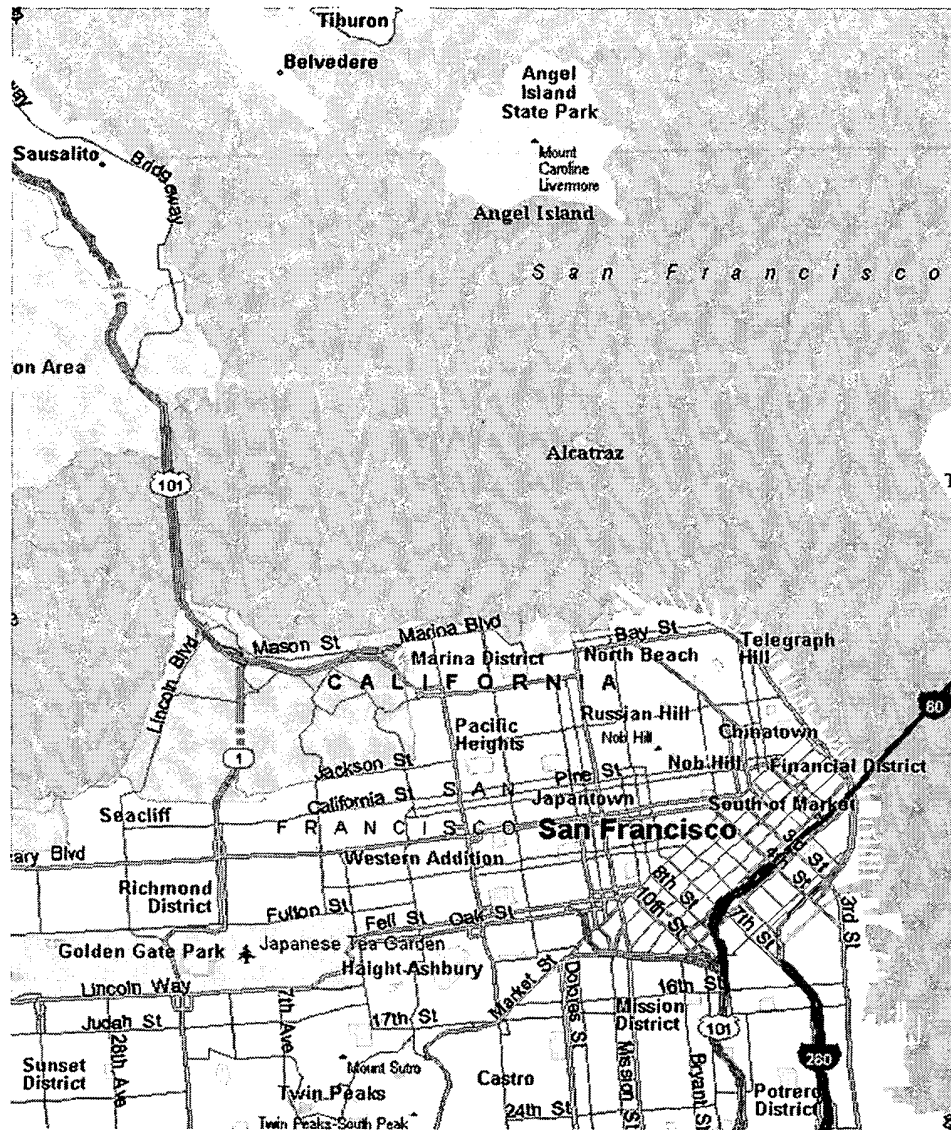 Tiburon
Belvedere
Angel
Island
State Park
Mount
Caroline
Livermore
Angel Island
Sausalito
Bridgeway
San Francisco
on Area
Alcatraz
101
Mason St
Marina Blvd
Bay St
Telegraph
Hill
Marina District
North Beach
Lincoln Blvd
CALIFORNIA
Pacific
Heights
Russian Hill
Nob Hill
Chinatown
80
1
Jackson St
Pine St
Nob Hill
Financial District
California St
SAN
Japantown
South of Market
Seacliff
FRANCISCO
San Francisco
eary Blvd
Western Addition
Richmond
District
8th St
10th St
7th St
3rd St
3rd St
Fulton St
Fell St
Oak St
Golden Gate Park
Japanese Tea Garden
Haight-Ashbury
Market St
Dolores St
16th St
Lincoln Way
Mission
District
Judah St
7th Ave
17th St
101
28th Ave
Sunset
District
Mount Sutro
Castro
Mission St
Bryant St
280
Twin Peaks
Potrero
District
24th St
Twin Peaks-South Peak